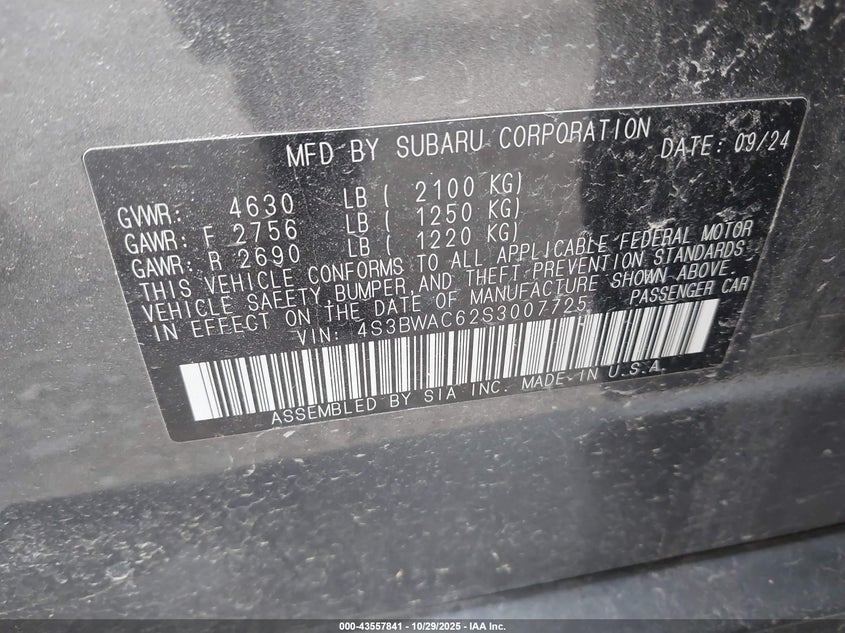 MFD BY SUBARU CORPORATION DATE: 09/24
GVWR: 4630 LB ( 2100 KG)
GAWR: F 2756 LB ( 1250 KG)
GAWR: R 2690 LB ( 1220 KG)
THIS VEHICLE CONFORMS TO ALL APPLICABLE FEDERAL MOTOR
VEHICLE SAFETY, BUMPER AND THEFT PREVENTION STANDARDS
IN EFFECT ON THE DATE OF MANUFACTURE SHOWN ABOVE.
VIN: 4S3BWAC62S3007725 PASSENGER CAR
ASSEMBLED BY SIA INC. MADE IN U.S.A.
000-43557841 | 10/29/2025 - IAA Inc.